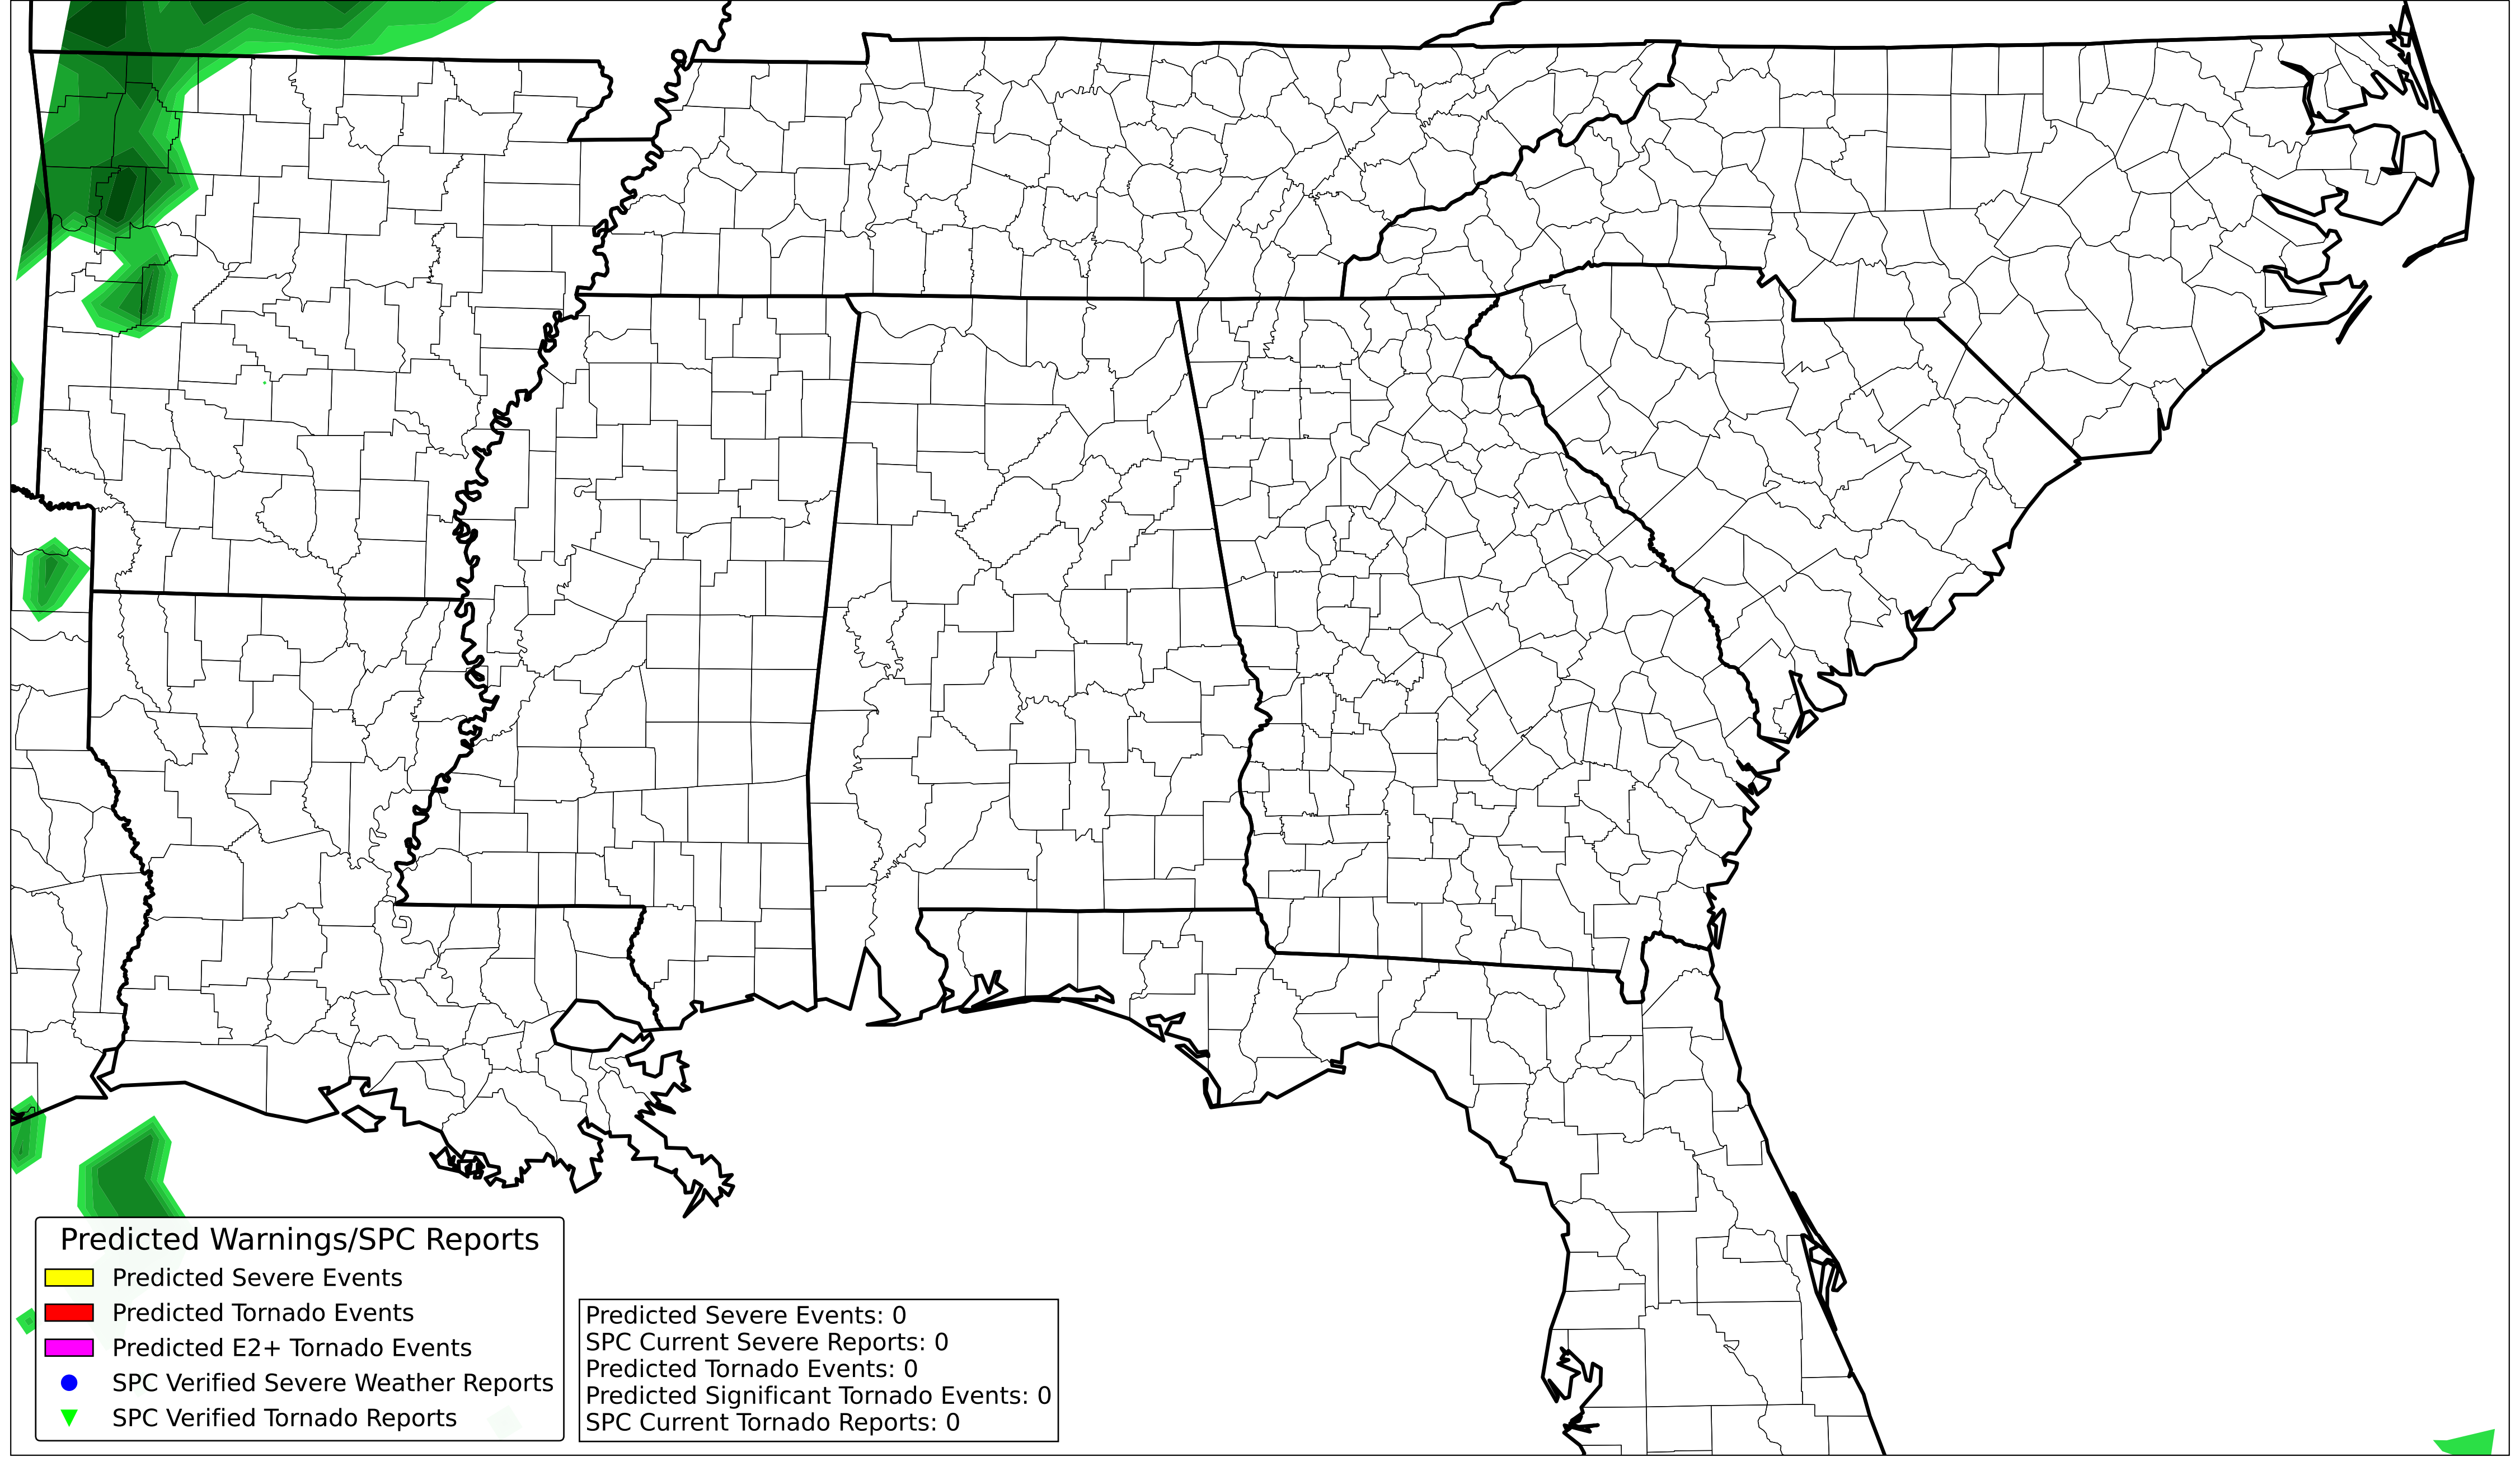 Predicted Warnings/SPC Reports
Predicted Severe Events
Predicted Tornado Events
Predicted E2+ Tornado Events
SPC Verified Severe Weather Reports
SPC Verified Tornado Reports
Predicted Severe Events: 0
SPC Current Severe Reports: 0
Predicted Tornado Events: 0
Predicted Significant Tornado Events: 0
SPC Current Tornado Reports: 0